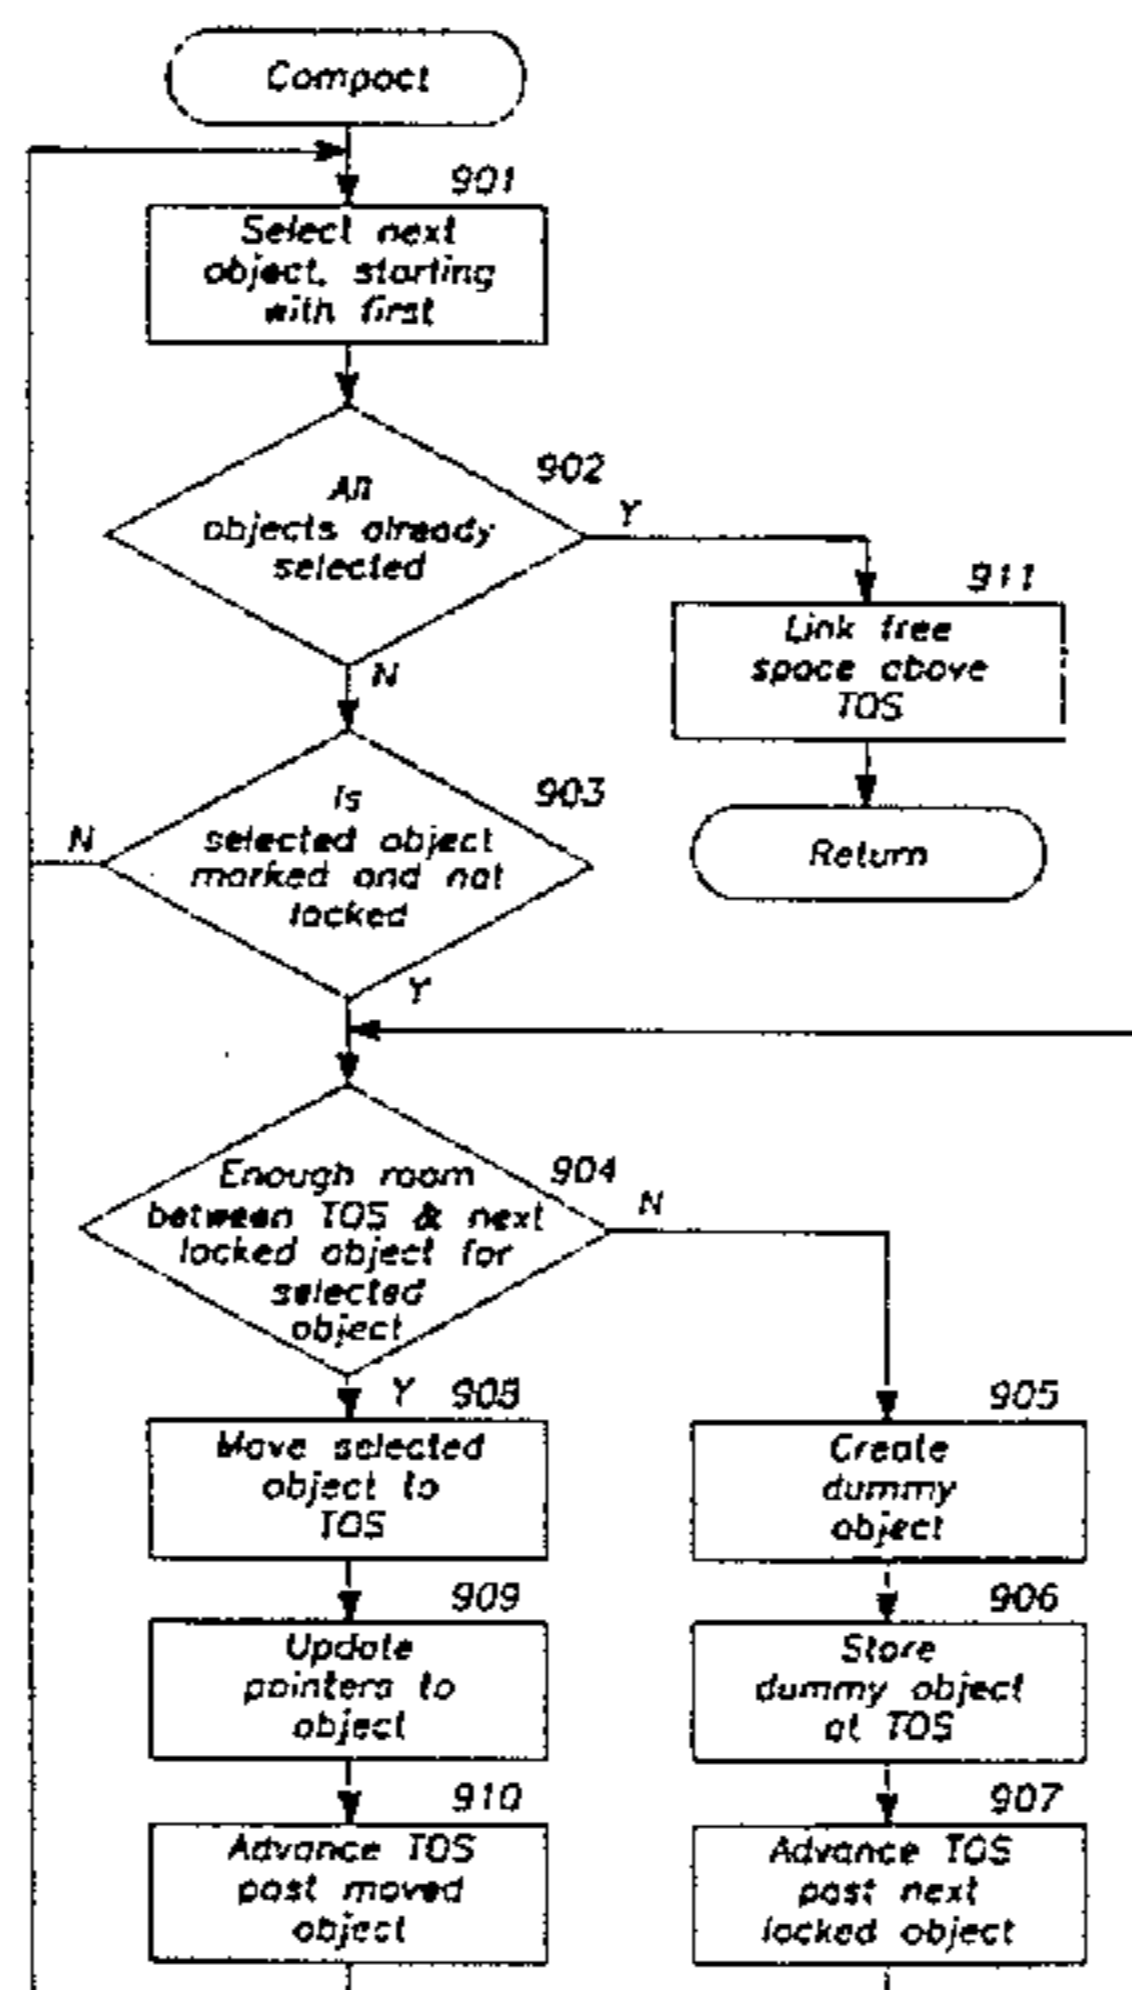 Compact
901
Select next
object, starting
with first
902
All
objects already
selected
Y
911
Link free
space above
TOS
N
903
Is
selected object
marked and not
locked
N
Return
Y
904
Enough room
between TOS & next
locked object for
selected
object
N
Y
908
Move selected
object to
TOS
905
Create
dummy
object
909
Update
pointers to
object
906
Store
dummy object
at TOS
910
Advance TOS
past moved
object
907
Advance TOS
past next
locked object